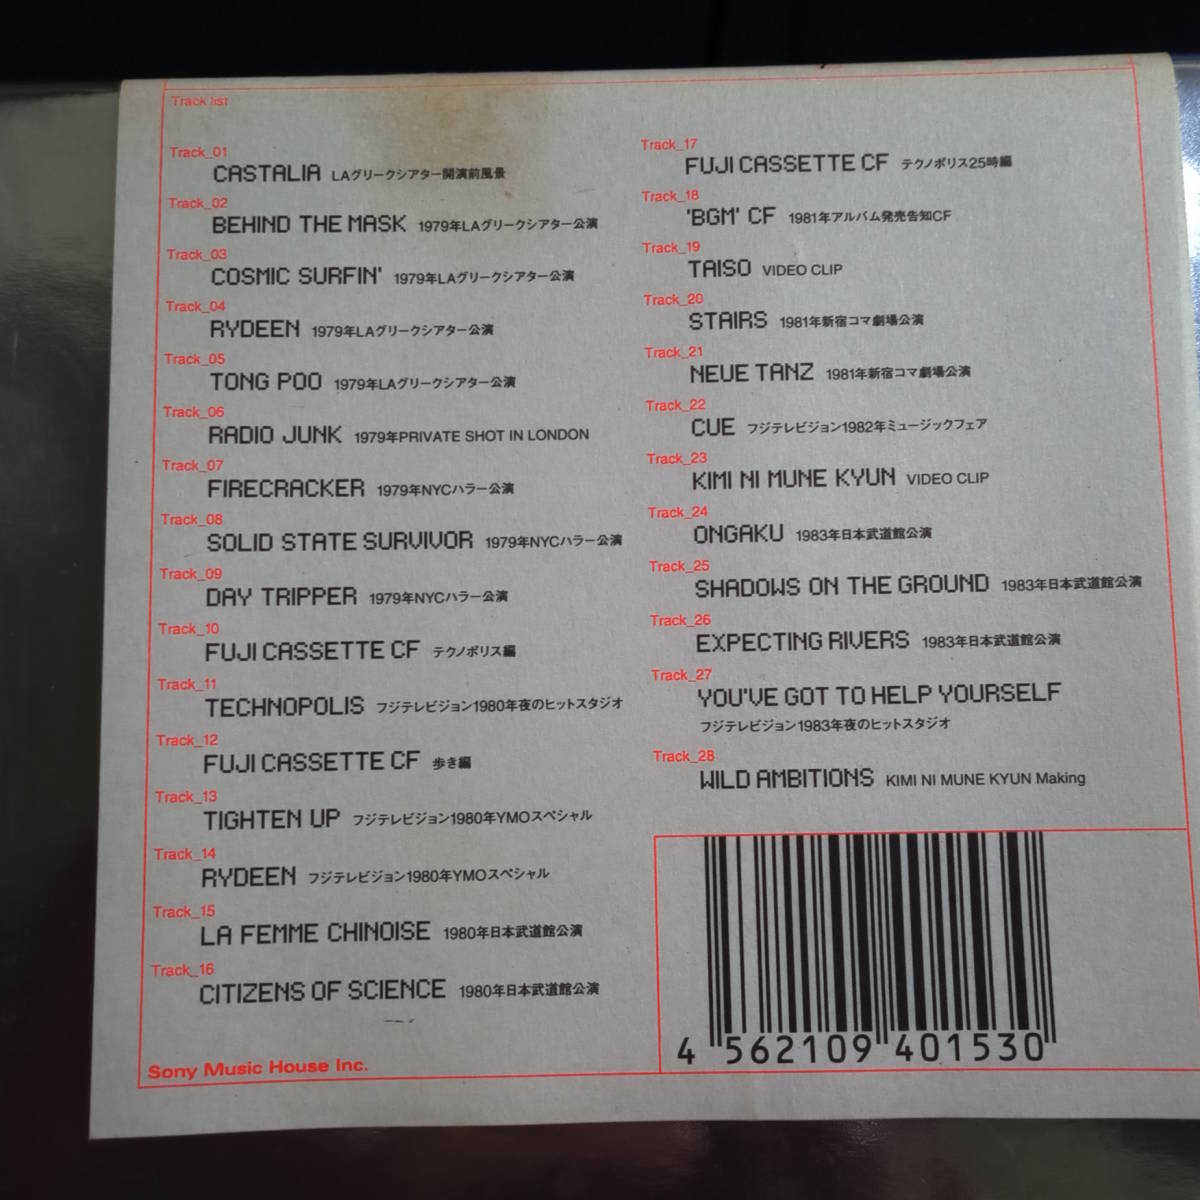 Track list
Track_01
CASTALIA LAグリークシアター開演前風景
Track_02
BEHIND THE MASK 1979年LAグリークシアター公演
Track_03
COSMIC SURFIN' 1979年LAグリークシアター公演
Track_04
RYDEEN 1979年LAグリークシアター公演
Track_05
TONG POO 1979年LAグリークシアター公演
Track_06
RADIO JUNK 1979年PRIVATE SHOT IN LONDON
Track_07
FIRECRACKER 1979年NYCハラー公演
Track_08
SOLID STATE SURVIVOR 1979年NYCハラー公演
Track_09
DAY TRIPPER 1979年NYCハラー公演
Track_10
FUJI CASSETTE CF テクノポリス編
Track_11
TECHNOPOLIS フジテレビジョン1980年夜のヒットスタジオ
Track_12
FUJI CASSETTE CF 歩き編
Track_13
TIGHTEN UP フジテレビジョン1980年YMOスペシャル
Track_14
RYDEEN フジテレビジョン1980年YMOスペシャル
Track_15
LA FEMME CHINOISE 1980年日本武道館公演
Track_16
CITIZENS OF SCIENCE 1980年日本武道館公演
Track_17
FUJI CASSETTE CF テクノポリス25時編
Track_18
'BGM' CF 1981年アルバム発売告知CF
Track_19
TAISO VIDEO CLIP
Track_20
STAIRS 1981年新宿コマ劇場公演
Track_21
NEUE TANZ 1981年新宿コマ劇場公演
Track_22
CUE フジテレビジョン1982年ミュージックフェア
Track_23
KIMI NI MUNE KYUN VIDEO CLIP
Track_24
ONGAKU 1983年日本武道館公演
Track_25
SHADOWS ON THE GROUND 1983年日本武道館公演
Track_26
EXPECTING RIVERS 1983年日本武道館公演
Track_27
YOU'VE GOT TO HELP YOURSELF
フジテレビジョン1983年夜のヒットスタジオ
Track_28
WILD AMBITIONS KIMI NI MUNE KYUN Making
4 562109 401530
Sony Music House Inc.